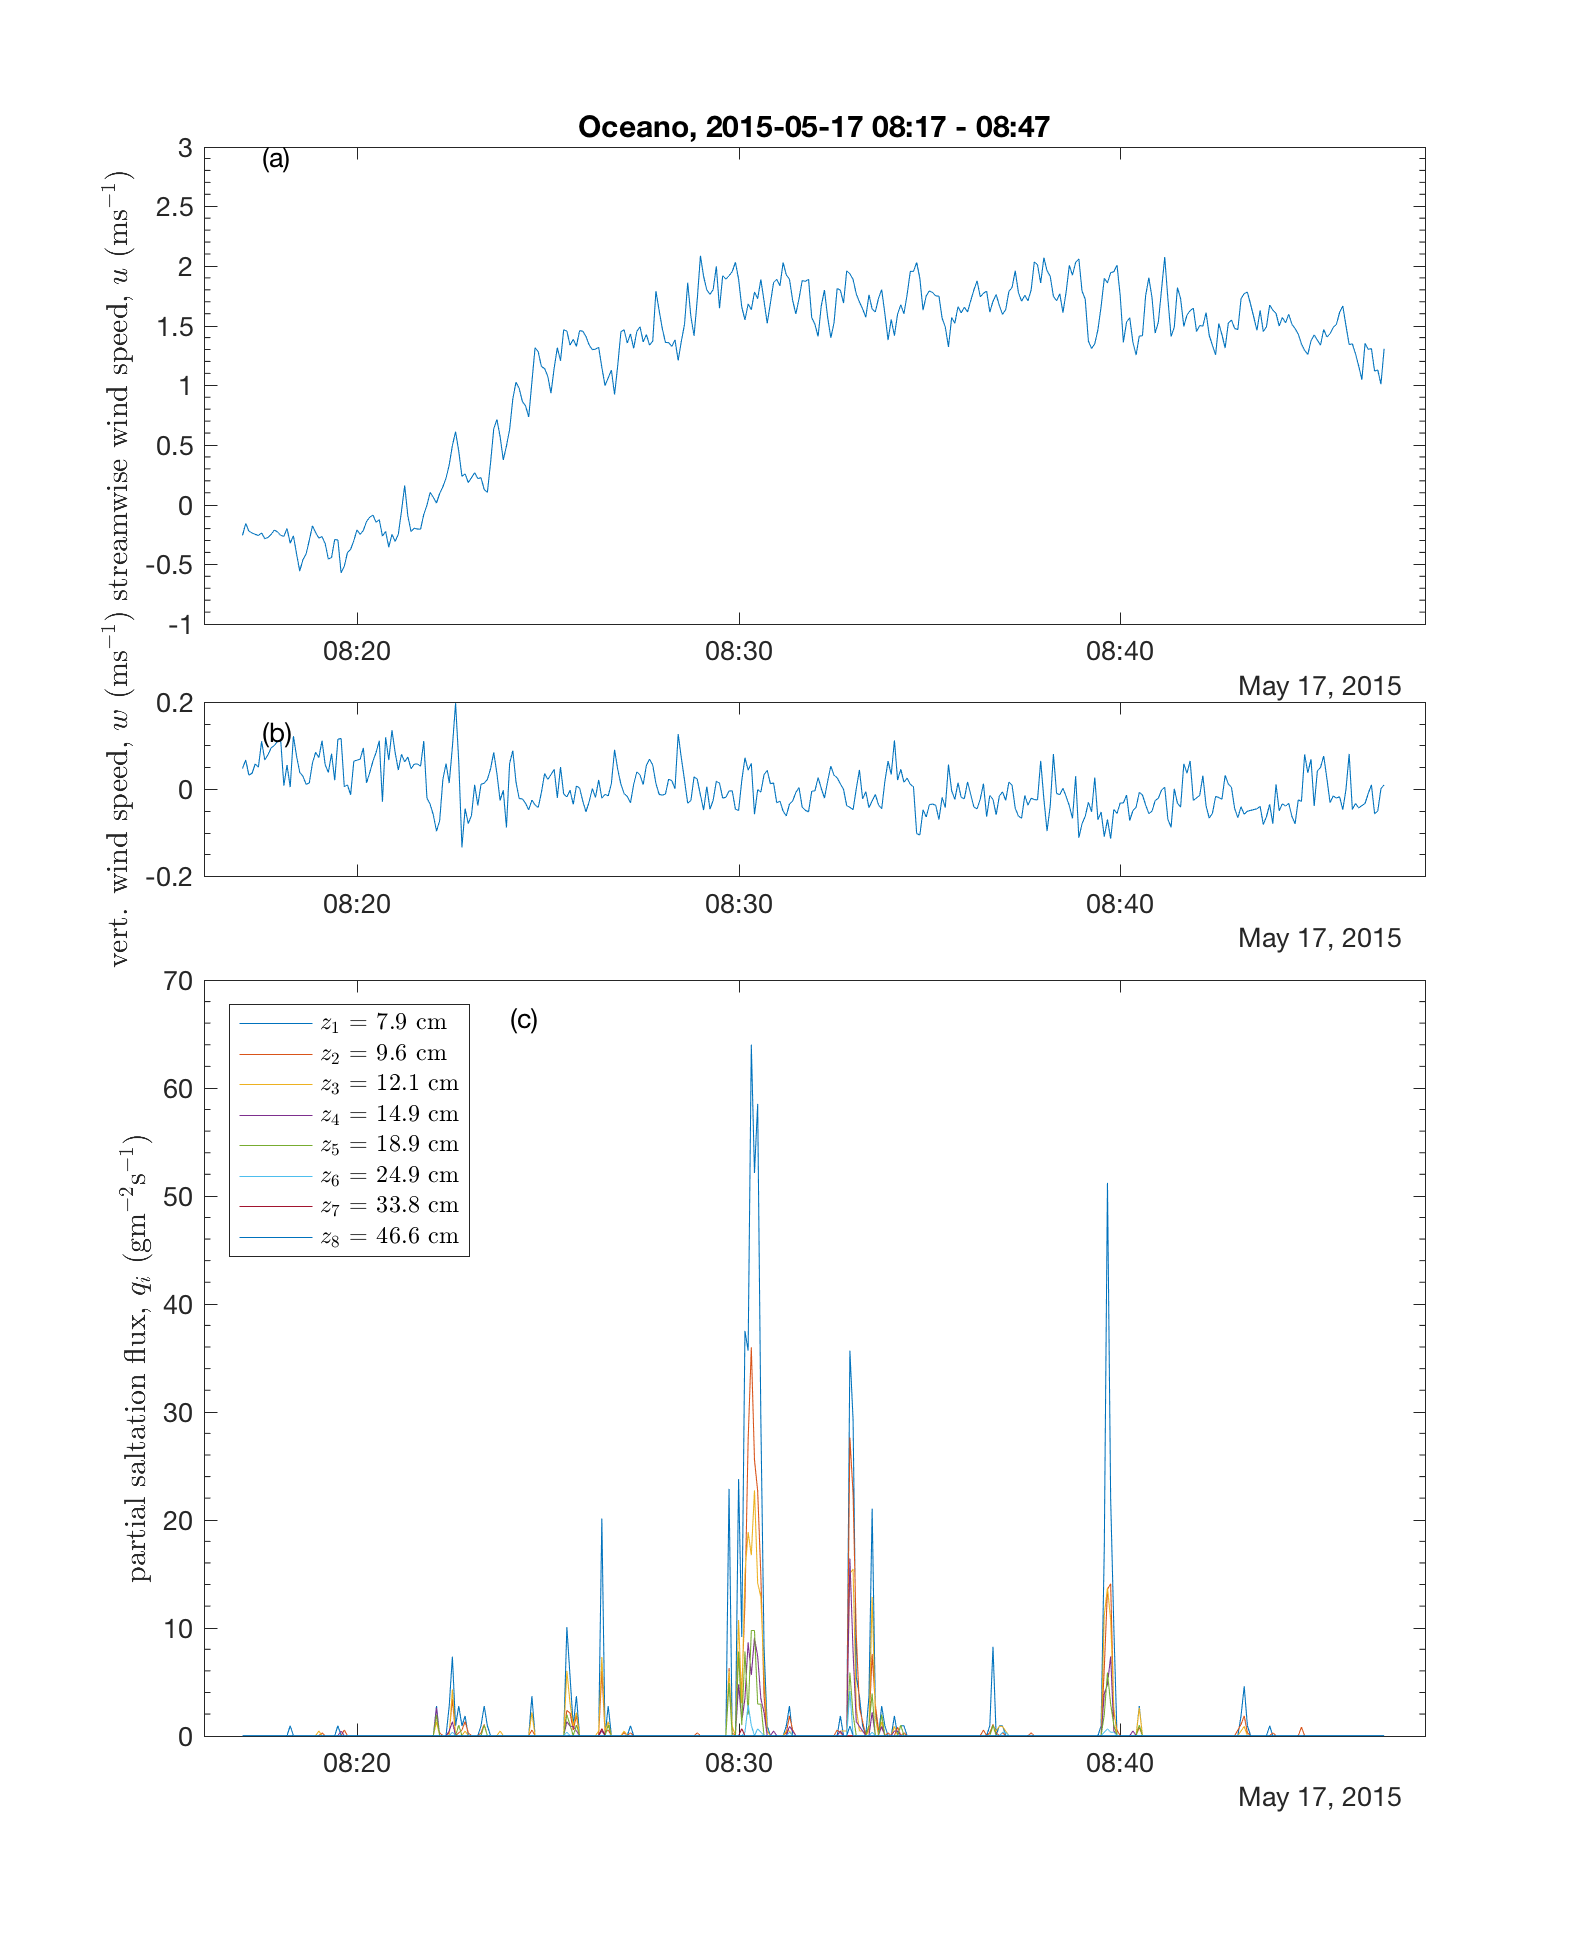 Oceano, 2015-05-17 08:17 - 08:47
(a)
streamwise wind speed, u (ms⁻¹)
3
2.5
2
1.5
1
0.5
0
-0.5
-1
08:20 08:30 08:40
May 17, 2015
(b)
vert. wind speed, w (ms⁻¹)
0.2
0
-0.2
08:20 08:30 08:40
May 17, 2015
(c)
partial saltation flux, qᵢ (gm⁻²s⁻¹)
70
60
50
40
30
20
10
0
z₁ = 7.9 cm
z₂ = 9.6 cm
z₃ = 12.1 cm
z₄ = 14.9 cm
z₅ = 18.9 cm
z₆ = 24.9 cm
z₇ = 33.8 cm
z₈ = 46.6 cm
08:20 08:30 08:40
May 17, 2015